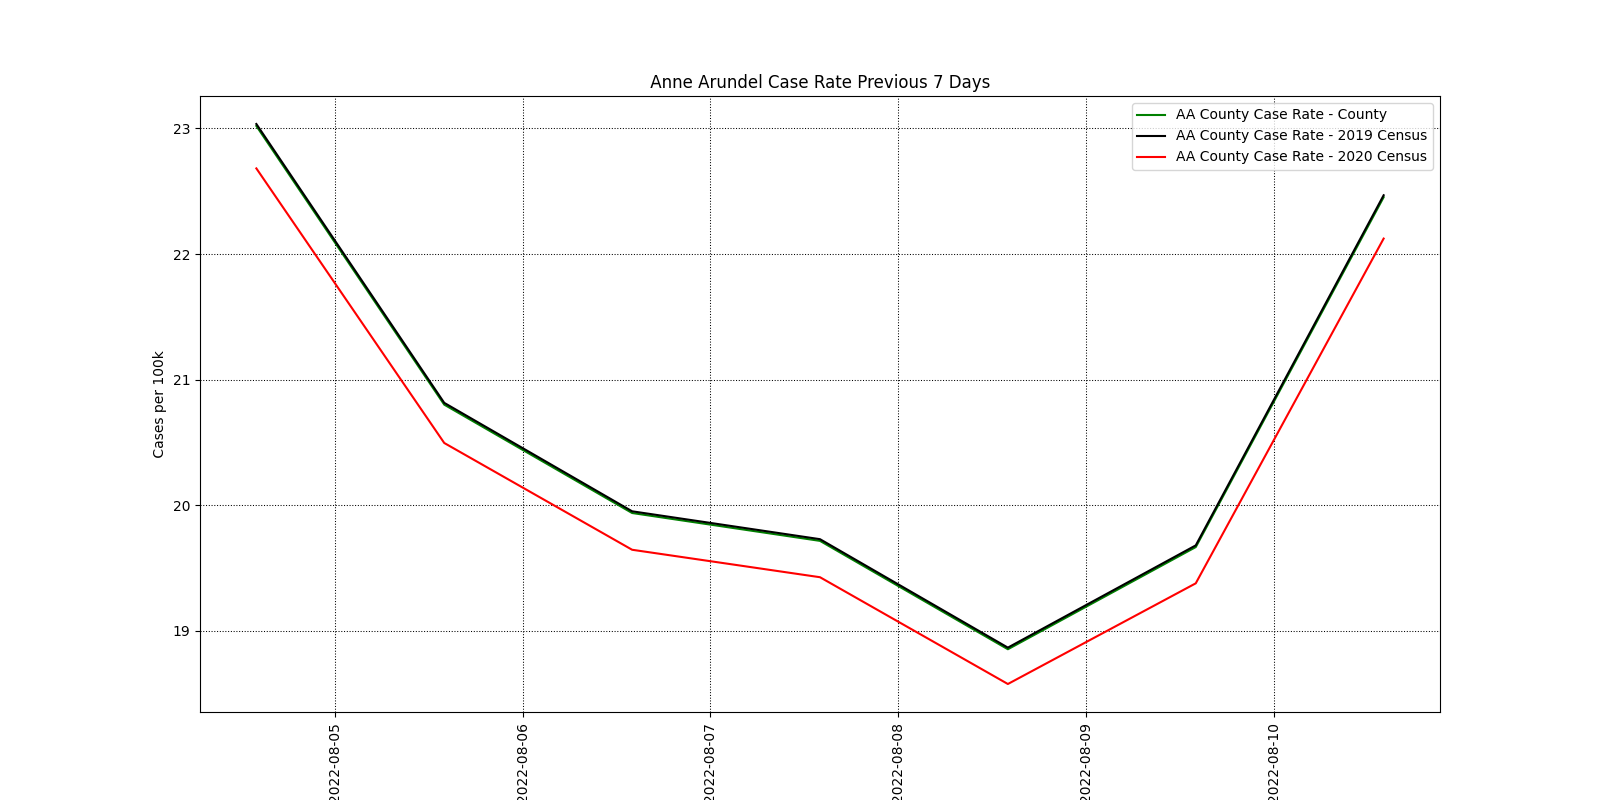 Anne Arundel Case Rate Previous 7 Days
AA County Case Rate - County
AA County Case Rate - 2019 Census
AA County Case Rate - 2020 Census
Cases per 100k
23
22
21
20
19
2022-08-05
2022-08-06
2022-08-07
2022-08-08
2022-08-09
2022-08-10